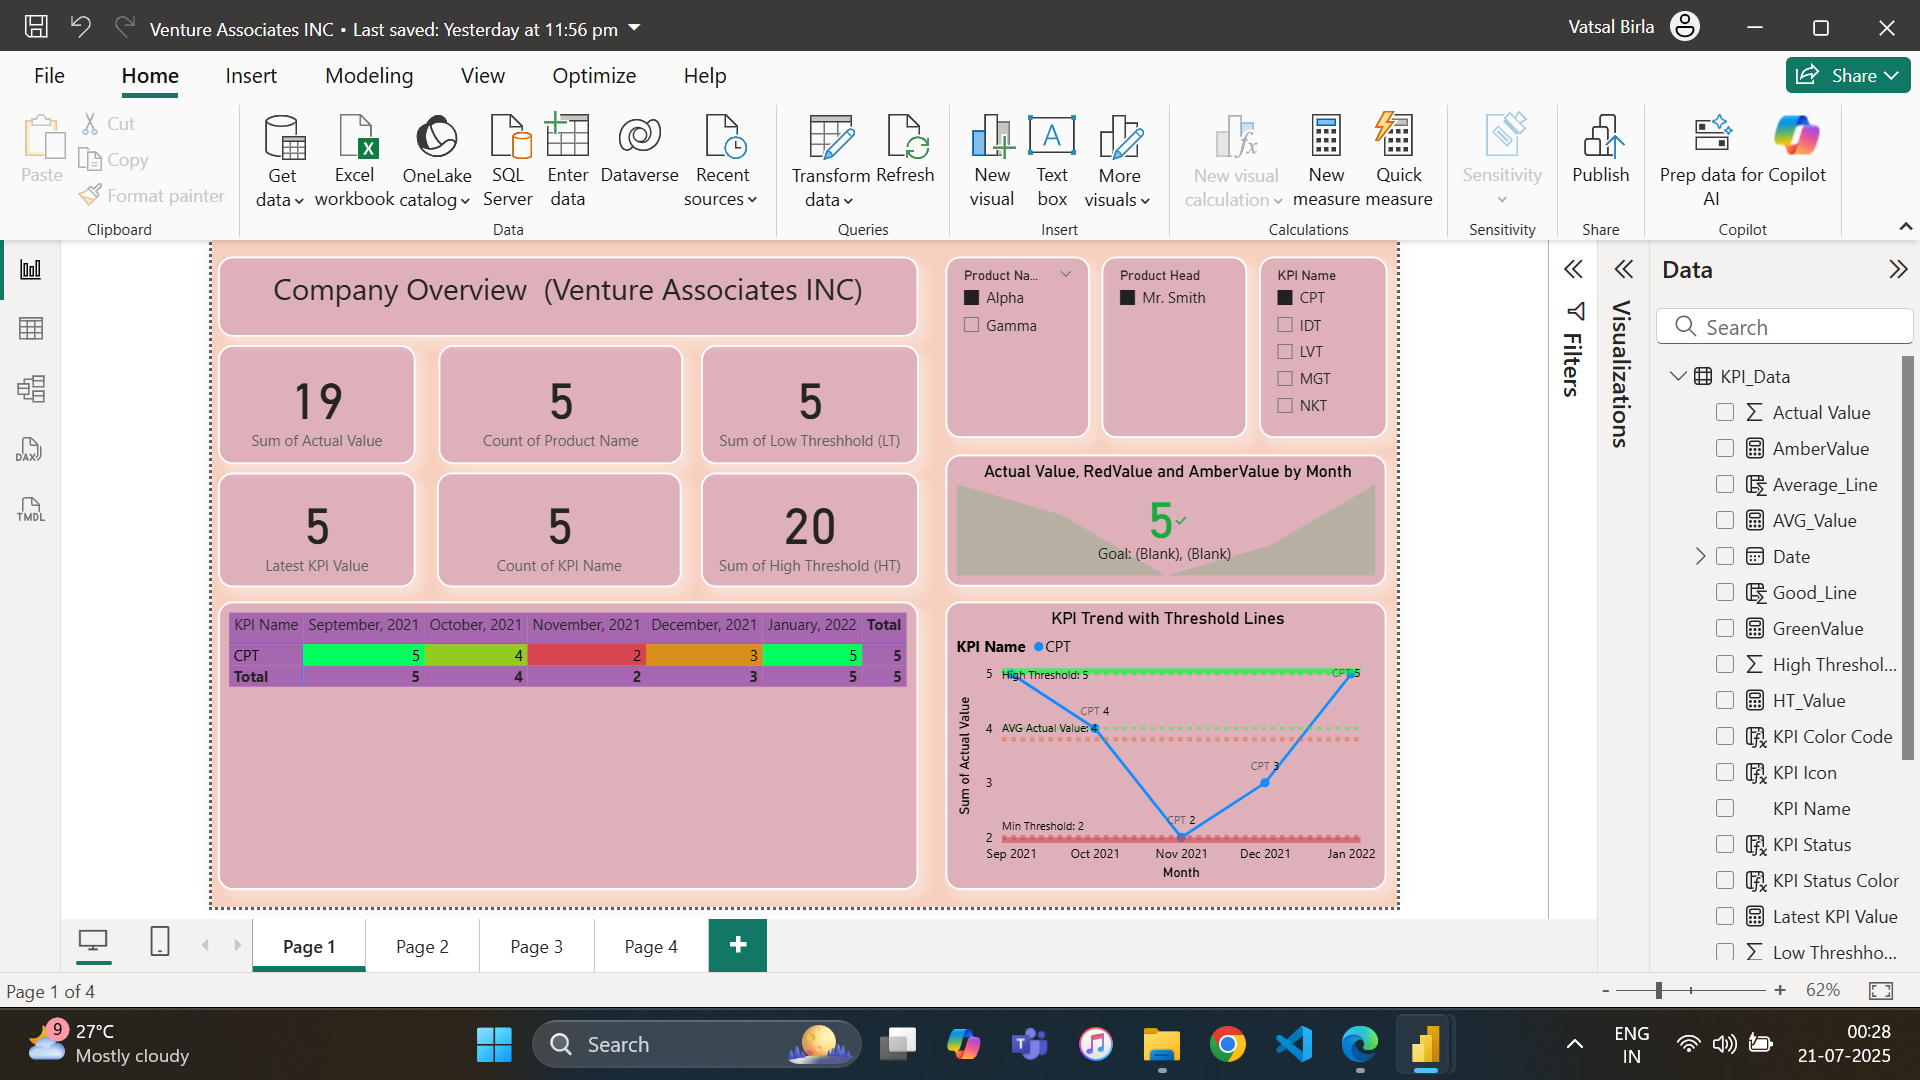 Venture Associates INC • Last saved: Yesterday at 11:56 pm
Vatsal Birla
File Home Insert Modeling View Optimize Help
Share
Paste
Cut
Copy
Format painter
Clipboard
Get data
Excel workbook
OneLake catalog
SQL Server
Enter data
Dataverse
Recent sources
Data
Transform data
Refresh
Queries
New visual
Text box
More visuals
Insert
New visual calculation
New measure
Quick measure
Calculations
Sensitivity
Sensitivity
Publish
Share
Prep data for AI
Copilot
Copilot
DAX
TMDL
Company Overview (Venture Associates INC)
19
Sum of Actual Value
5
Count of Product Name
5
Sum of Low Threshhold (LT)
5
Latest KPI Value
5
Count of KPI Name
20
Sum of High Threshold (HT)
Product Na...
Alpha
Gamma
Product Head
Mr. Smith
KPI Name
CPT
IDT
LVT
MGT
NKT
Actual Value, RedValue and AmberValue by Month
5
Goal: (Blank), (Blank)
KPI Name September, 2021 October, 2021 November, 2021 December, 2021 January, 2022 Total
CPT 5 4 2 3 5 5
Total 5 4 2 3 5 5
KPI Trend with Threshold Lines
KPI Name CPT
Sum of Actual Value
5
High Threshold: 5
CPT 5
CPT 4
4
AVG Actual Value: 4
CPT 3
3
Min Threshold: 2
CPT 2
2
Sep 2021 Oct 2021 Nov 2021 Dec 2021 Jan 2022
Month
Filters
Visualizations
Data
Search
KPI_Data
Actual Value
AmberValue
Average_Line
AVG_Value
Date
Good_Line
GreenValue
High Threshol...
HT_Value
KPI Color Code
KPI Icon
KPI Name
KPI Status
KPI Status Color
Latest KPI Value
Low Threshho...
Page 1 Page 2 Page 3 Page 4
Page 1 of 4
- + 62%
9
27°C
Mostly cloudy
Search
ENG
IN
00:28
21-07-2025